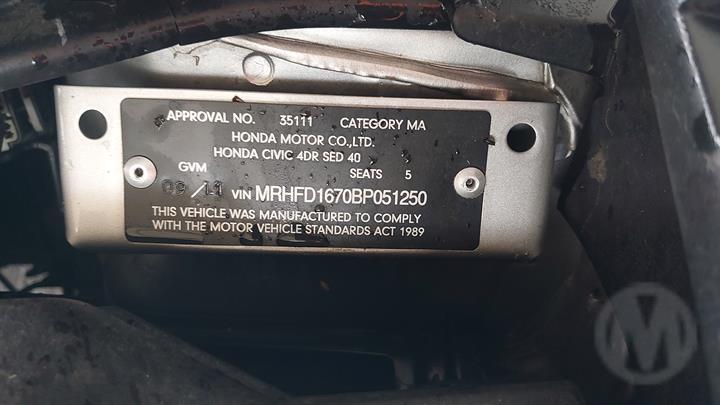 APPROVAL NO. 35111 CATEGORY MA
HONDA MOTOR CO.,LTD.
HONDA CIVIC 4DR SED 40
GVM SEATS 5
09/11 VIN MRHFD1670BP051250
THIS VEHICLE WAS MANUFACTURED TO COMPLY
WITH THE MOTOR VEHICLE STANDARDS ACT 1989
M